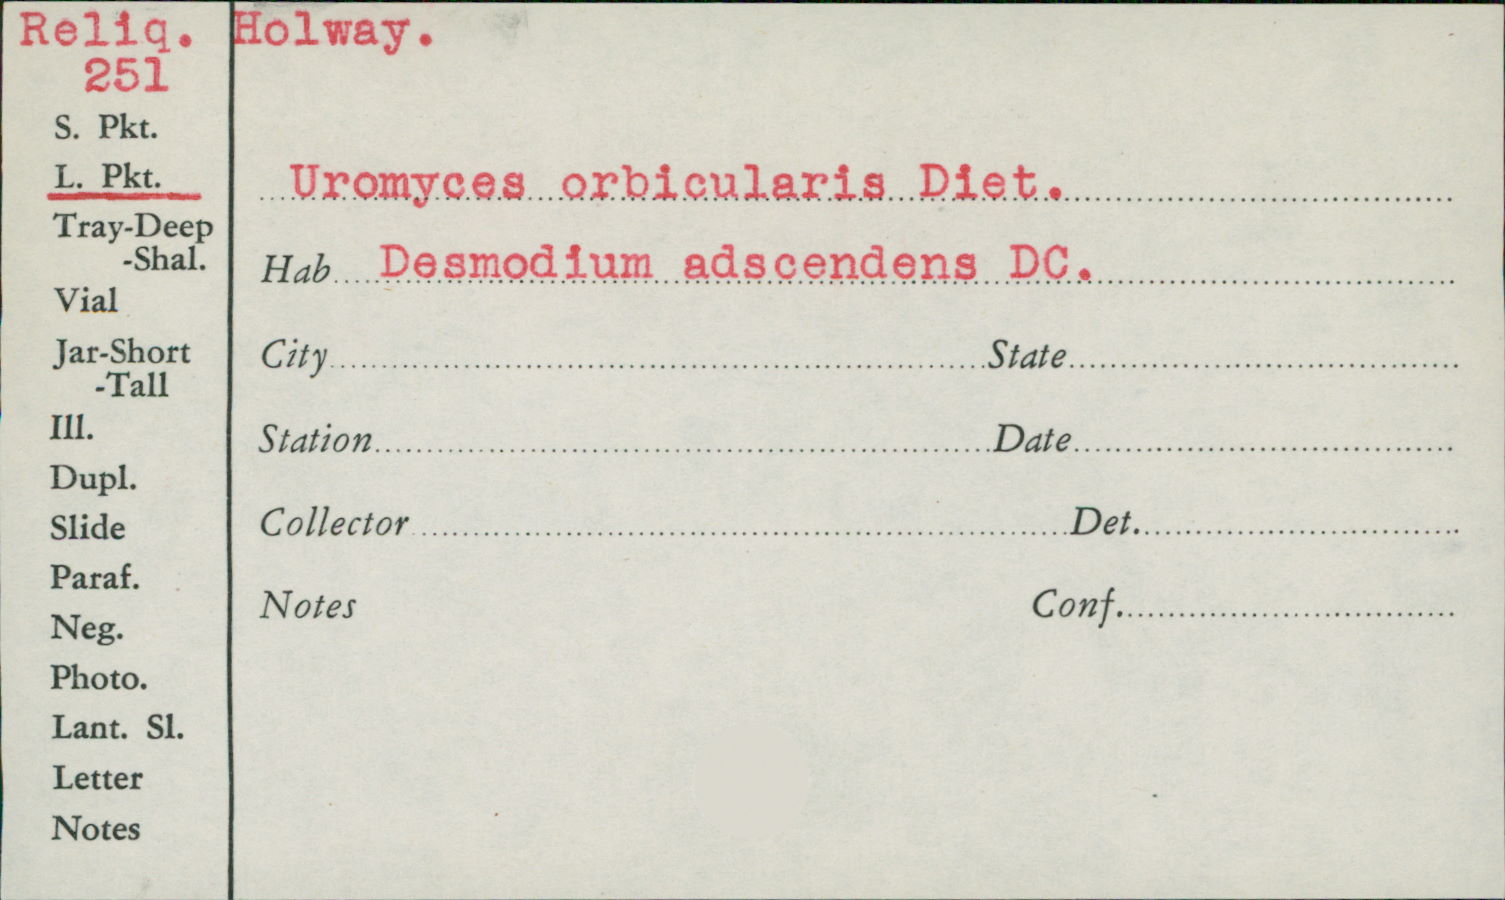 Reliq. Holway.
251
S. Pkt.
L. Pkt.
Uromyces orbicularis Diet.
Tray-Deep
-Shal.
Hab Desmodium adscendens DC.
Vial
Jar-Short
-Tall
City State
Ill.
Station Date
Dupl.
Slide
Collector Det.
Paraf.
Neg.
Notes Conf.
Photo.
Lant. Sl.
Letter
Notes